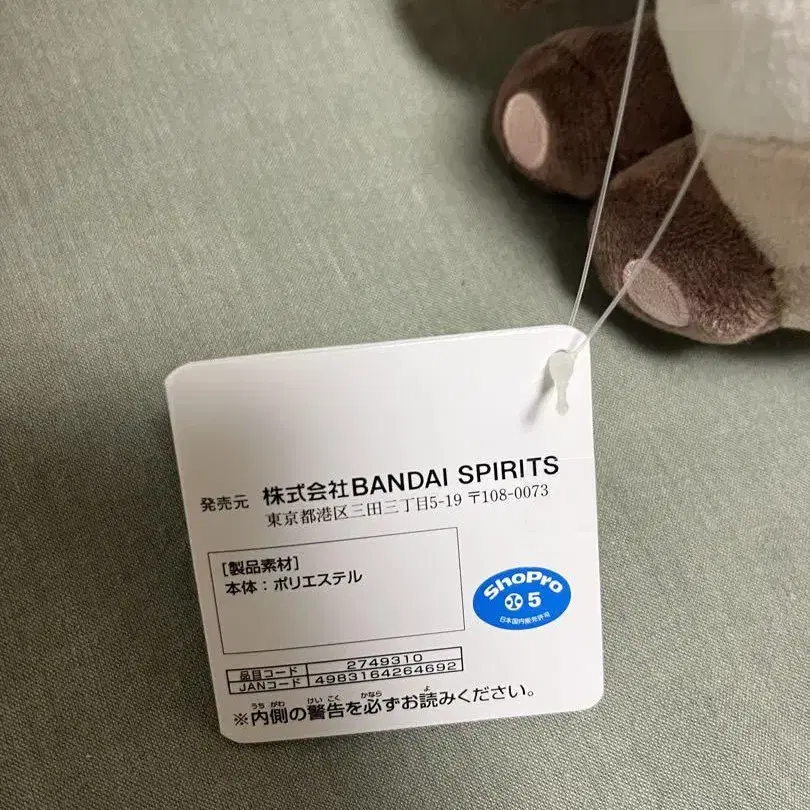 発売元 株式会社BANDAI SPIRITS
東京都港区三田三丁目5-19 〒108-0073
[製品素材]
本体：ポリエステル
ShoPro
5
日本国内販売許可
品目コード 2749310
JANコード 4983164264692
※内側の警告を必ずお読みください。